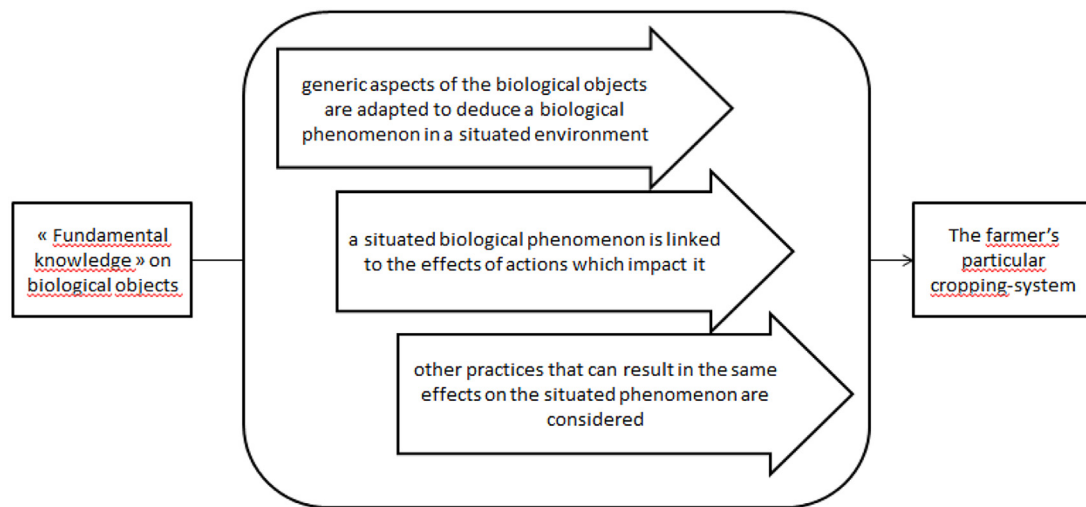 generic aspects of the biological objects
are adapted to deduce a biological
phenomenon in a situated environment
« Fundamental
knowledge » on
biological objects
a situated biological phenomenon is linked
to the effects of actions which impact it
The farmer's
particular
cropping-system
other practices that can result in the same
effects on the situated phenomenon are
considered